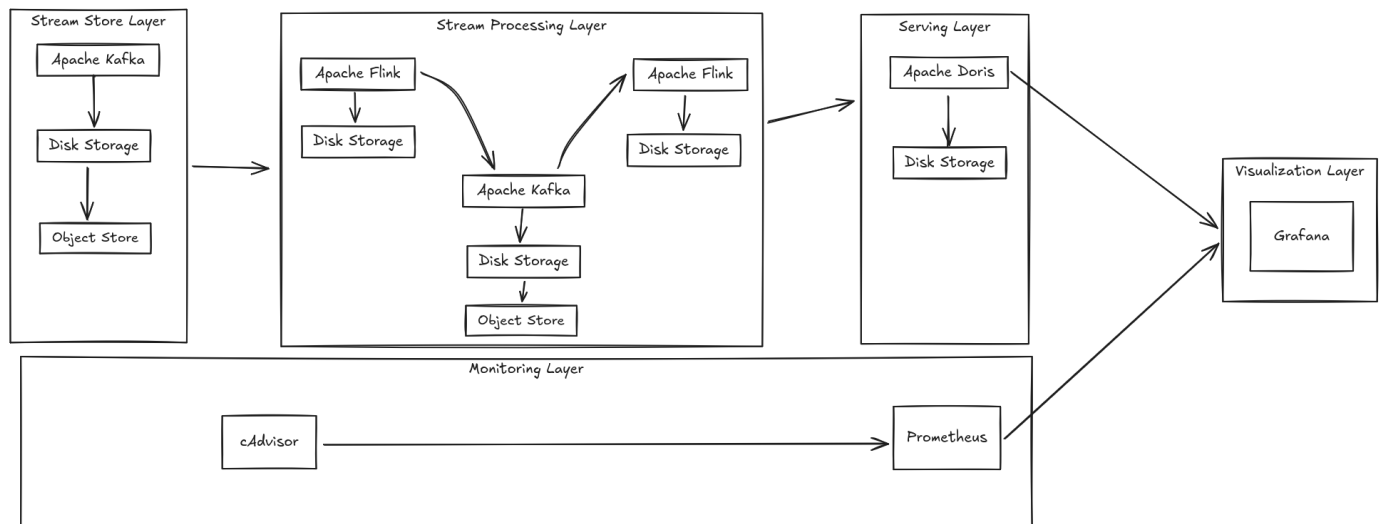 Stream Store Layer
Apache Kafka
Disk Storage
Object Store
Stream Processing Layer
Apache Flink
Disk Storage
Apache Kafka
Disk Storage
Object Store
Apache Flink
Disk Storage
Serving Layer
Apache Doris
Disk Storage
Visualization Layer
Grafana
Monitoring Layer
cAdvisor
Prometheus